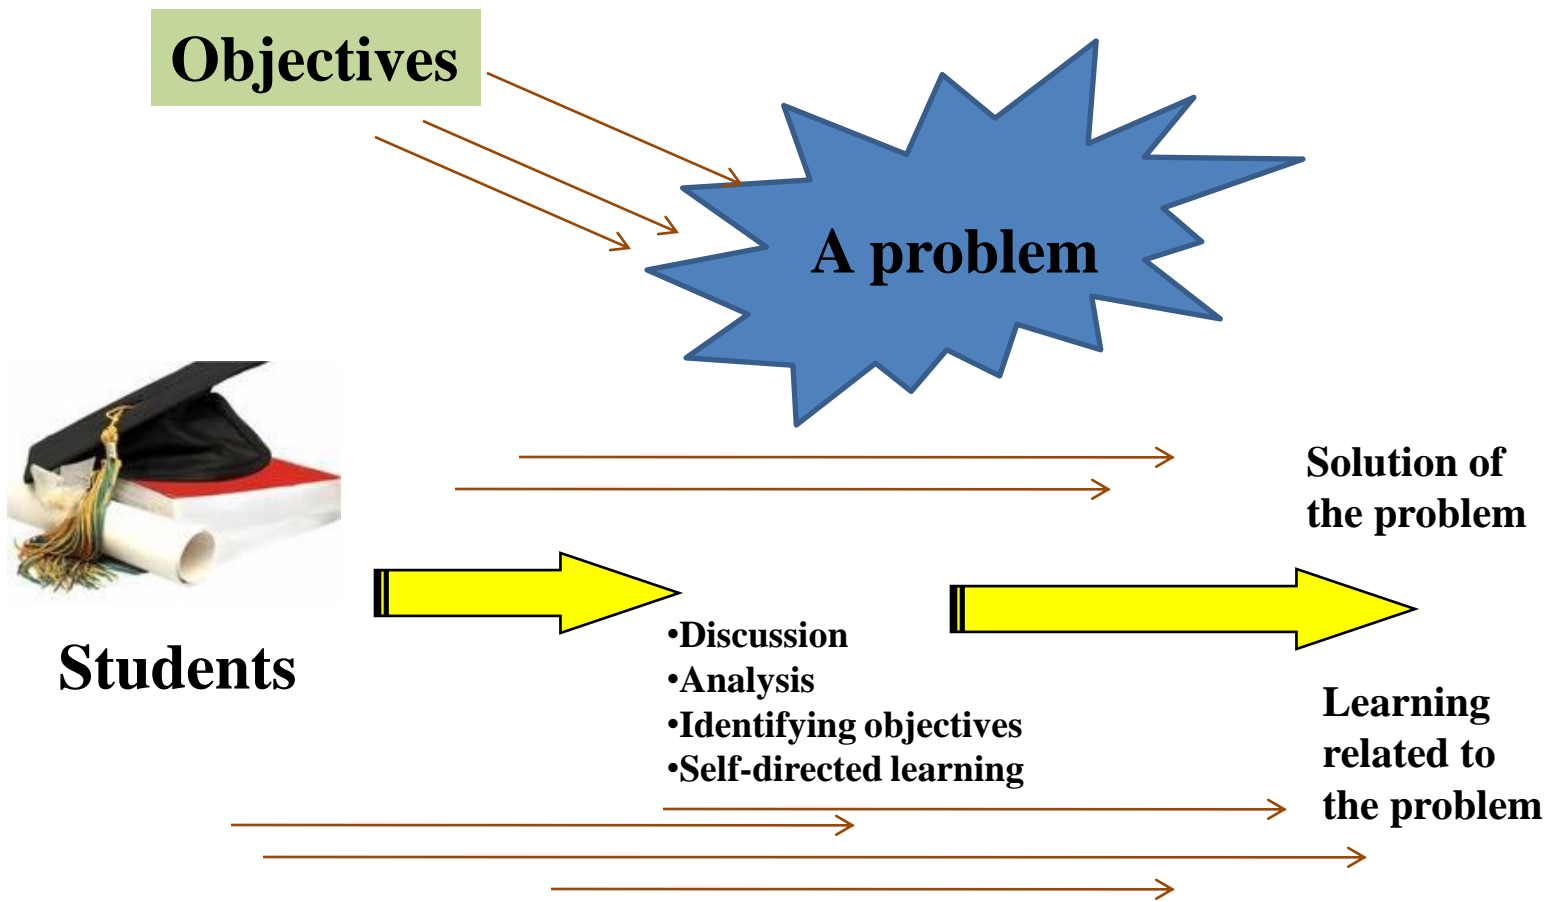 Objectives
A problem
Solution of
the problem
Students
•Discussion
•Analysis
•Identifying objectives
•Self-directed learning
Learning
related to
the problem